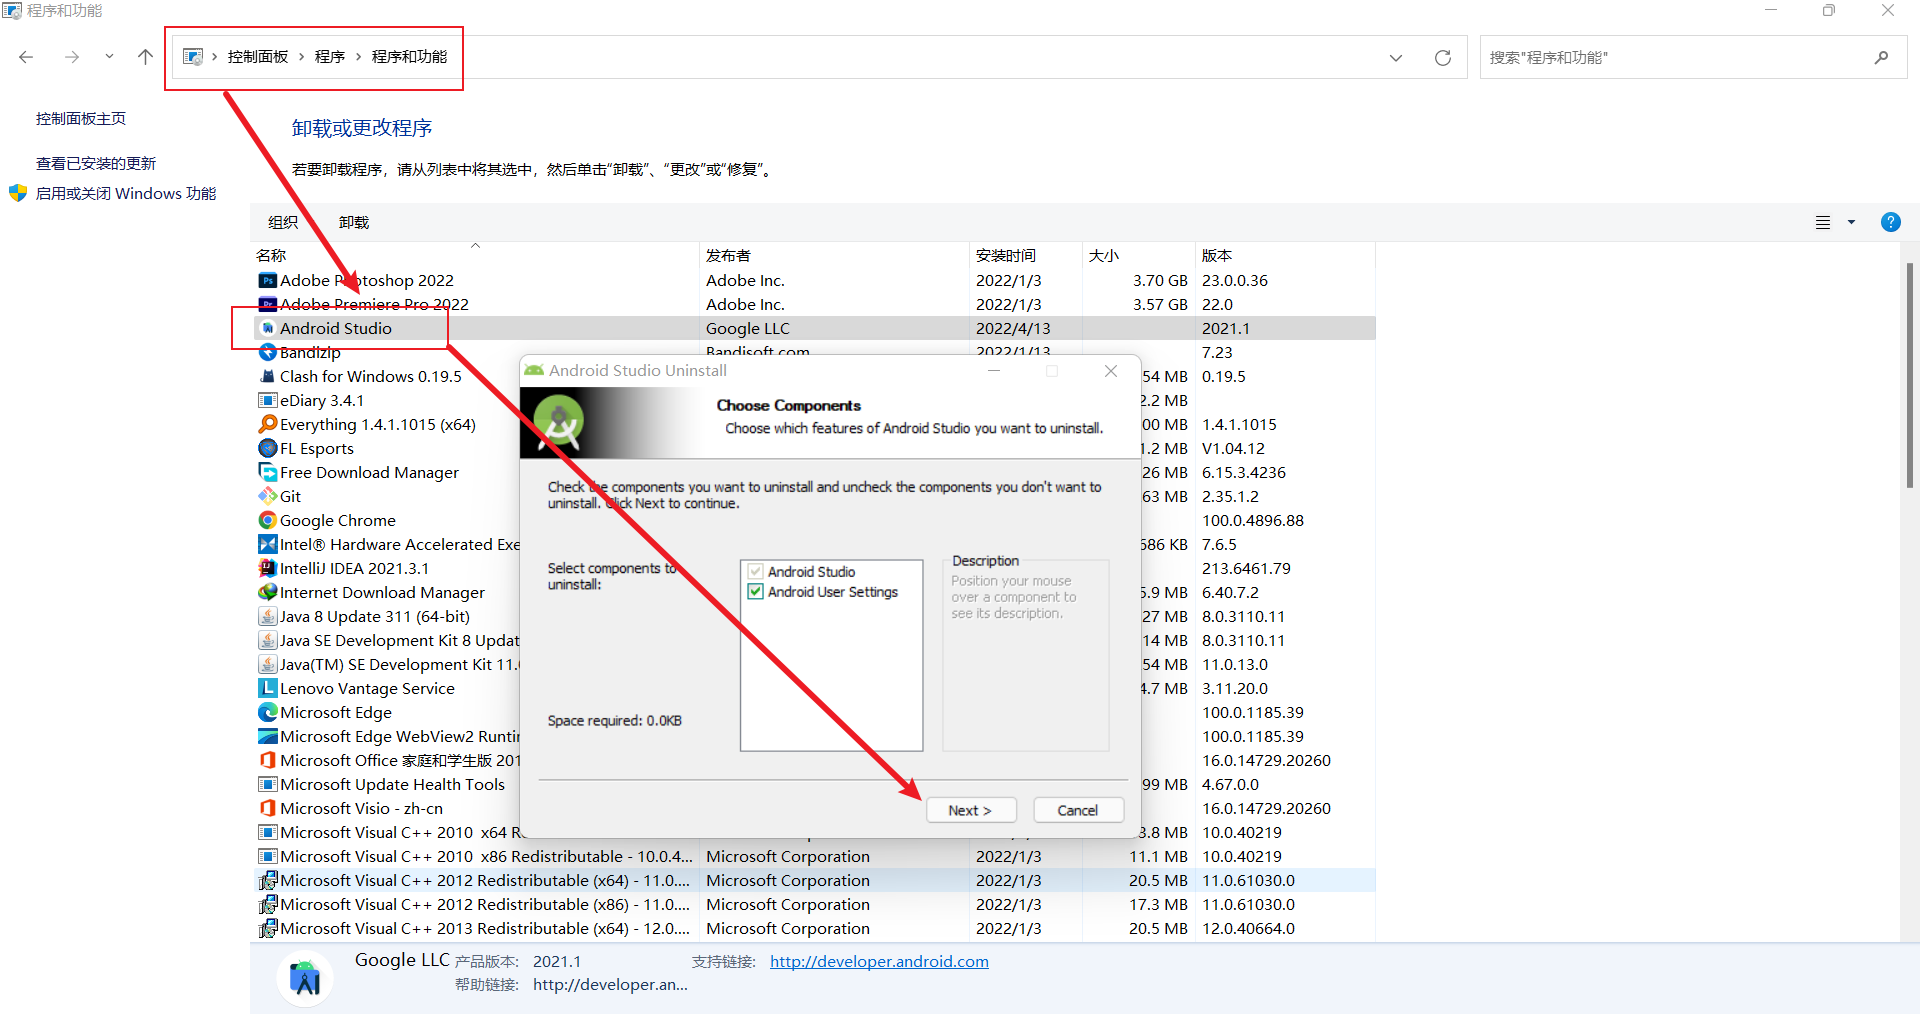 程序和功能
控制面板 程序 程序和功能
搜索"程序和功能"
控制面板主页
查看已安装的更新
启用或关闭 Windows 功能
卸载或更改程序
若要卸载程序，请从列表中将其选中，然后单击“卸载”、“更改”或“修复”。
组织 卸载
名称 发布者 安装时间 大小 版本
Adobe Photoshop 2022 Adobe Inc. 2022/1/3 3.70 GB 23.0.0.36
Adobe Premiere Pro 2022 Adobe Inc. 2022/1/3 3.57 GB 22.0
Android Studio Google LLC 2022/4/13 2021.1
Bandizip Bandisoft.com 2022/1/13 7.23
Clash for Windows 0.19.5 54 MB 0.19.5
eDiary 3.4.1 2.2 MB
Everything 1.4.1.1015 (x64) 00 MB 1.4.1.1015
FL Esports 1.2 MB V1.04.12
Free Download Manager 26 MB 6.15.3.4236
Git 63 MB 2.35.1.2
Google Chrome 100.0.4896.88
Intel® Hardware Accelerated Exe 686 KB 7.6.5
IntelliJ IDEA 2021.3.1 213.6461.79
Internet Download Manager 5.9 MB 6.40.7.2
Java 8 Update 311 (64-bit) 27 MB 8.0.3110.11
Java SE Development Kit 8 Updat 14 MB 8.0.3110.11
Java(TM) SE Development Kit 11.0 54 MB 11.0.13.0
Lenovo Vantage Service 4.7 MB 3.11.20.0
Microsoft Edge 100.0.1185.39
Microsoft Edge WebView2 Runtin 100.0.1185.39
Microsoft Office 家庭和学生版 201 16.0.14729.20260
Microsoft Update Health Tools 99 MB 4.67.0.0
Microsoft Visio - zh-cn 16.0.14729.20260
Microsoft Visual C++ 2010 x64 Re 3.8 MB 10.0.40219
Microsoft Visual C++ 2010 x86 Redistributable - 10.0.4... Microsoft Corporation 2022/1/3 11.1 MB 10.0.40219
Microsoft Visual C++ 2012 Redistributable (x64) - 11.0.... Microsoft Corporation 2022/1/3 20.5 MB 11.0.61030.0
Microsoft Visual C++ 2012 Redistributable (x86) - 11.0.... Microsoft Corporation 2022/1/3 17.3 MB 11.0.61030.0
Microsoft Visual C++ 2013 Redistributable (x64) - 12.0.... Microsoft Corporation 2022/1/3 20.5 MB 12.0.40664.0
Android Studio Uninstall
Choose Components
Choose which features of Android Studio you want to uninstall.
Check the components you want to uninstall and uncheck the components you don't want to
uninstall. Click Next to continue.
Select components to
uninstall:
Android Studio
Android User Settings
Description
Position your mouse
over a component to
see its description.
Space required: 0.0KB
Next > Cancel
Google LLC 产品版本: 2021.1 支持链接: http://developer.android.com
帮助链接: http://developer.an...